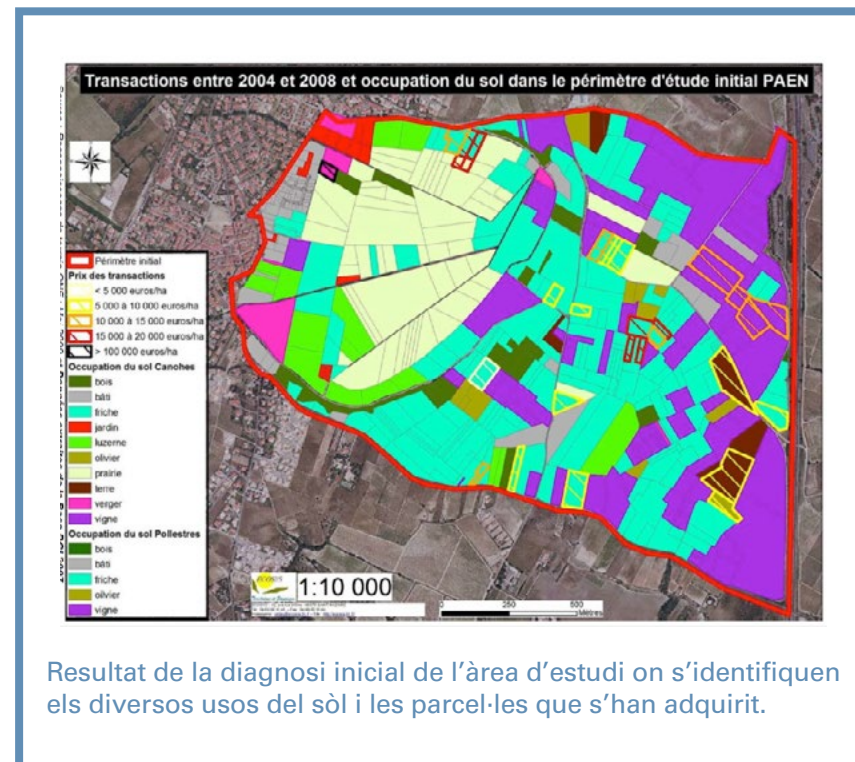 Transactions entre 2004 et 2008 et occupation du sol dans le périmètre d'étude initial PAEN
Périmètre initial
Prix des transactions
< 5 000 euros/ha
5 000 à 10 000 euros/ha
10 000 à 15 000 euros/ha
15 000 à 20 000 euros/ha
> 100 000 euros/ha
Occupation du sol Canohes
bois
bâti
friche
jardin
luzerne
olivier
prairie
terre
verger
vigne
Occupation du sol Pollestres
bois
bâti
friche
olivier
vigne
1:10 000
0 250 500
Mètres
Resultat de la diagnosi inicial de l'àrea d'estudi on s'identifiquen
els diversos usos del sòl i les parcel·les que s'han adquirit.